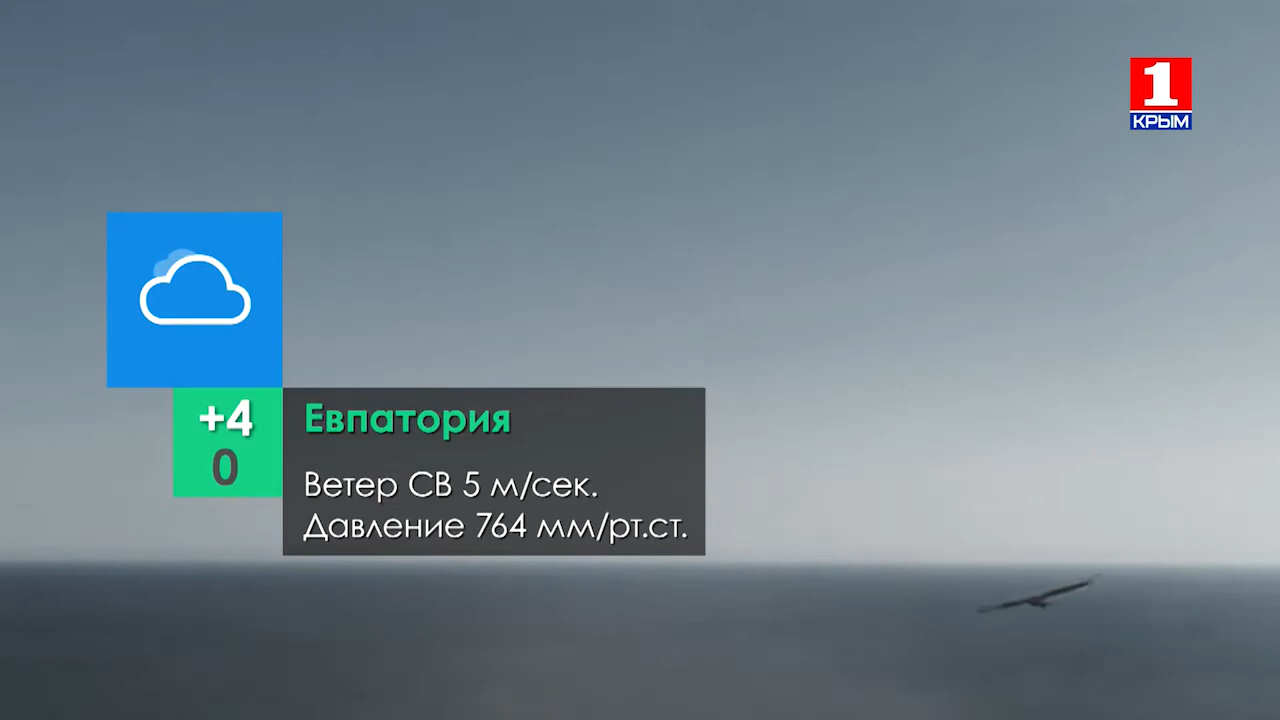 1
КРЫМ
+4
0
Евпатория
Ветер СВ 5 м/сек.
Давление 764 мм/рт.ст.